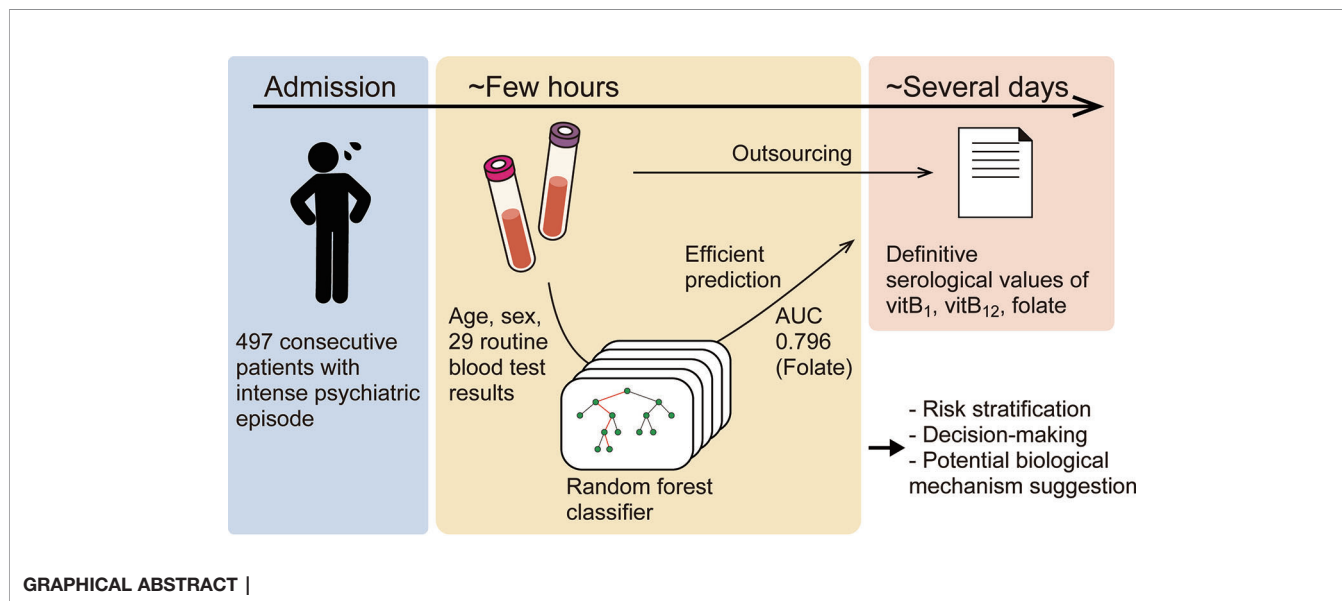 Admission
~Few hours
~Several days
Outsourcing
Efficient
prediction
Definitive
serological values of
vitB₁, vitB₁₂, folate
497 consecutive
patients with
intense psychiatric
episode
Age, sex,
29 routine
blood test
results
AUC
0.796
(Folate)
Random forest
classifier
- Risk stratification
- Decision-making
- Potential biological
mechanism suggestion
GRAPHICAL ABSTRACT |